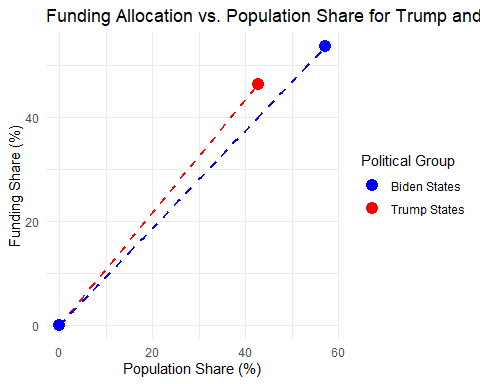 Funding Allocation vs. Population Share for Trump and
Funding Share (%)
40
20
0
0 20 40 60
Population Share (%)
Political Group
Biden States
Trump States